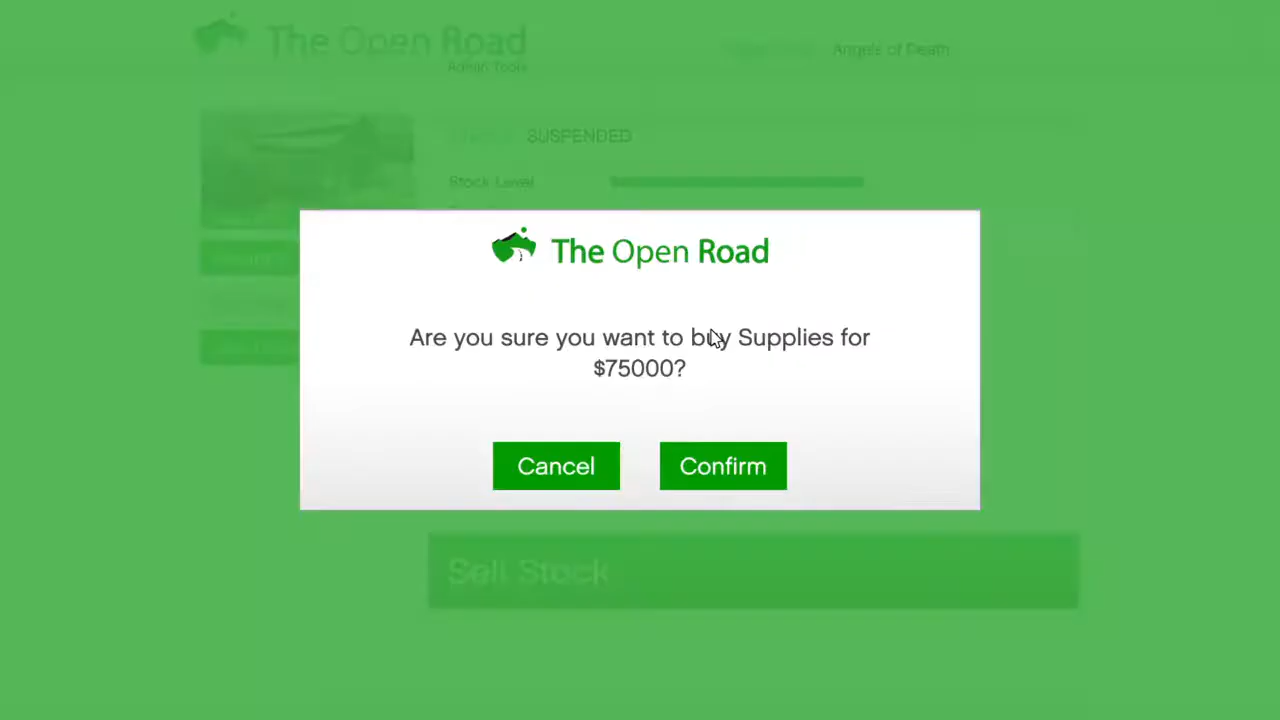 The Open Road
Admin Tools
Angels of Death
SUSPENDED
Stock Level
The Open Road
Are you sure you want to buy Supplies for
$75000?
Cancel
Confirm
Sell Stock